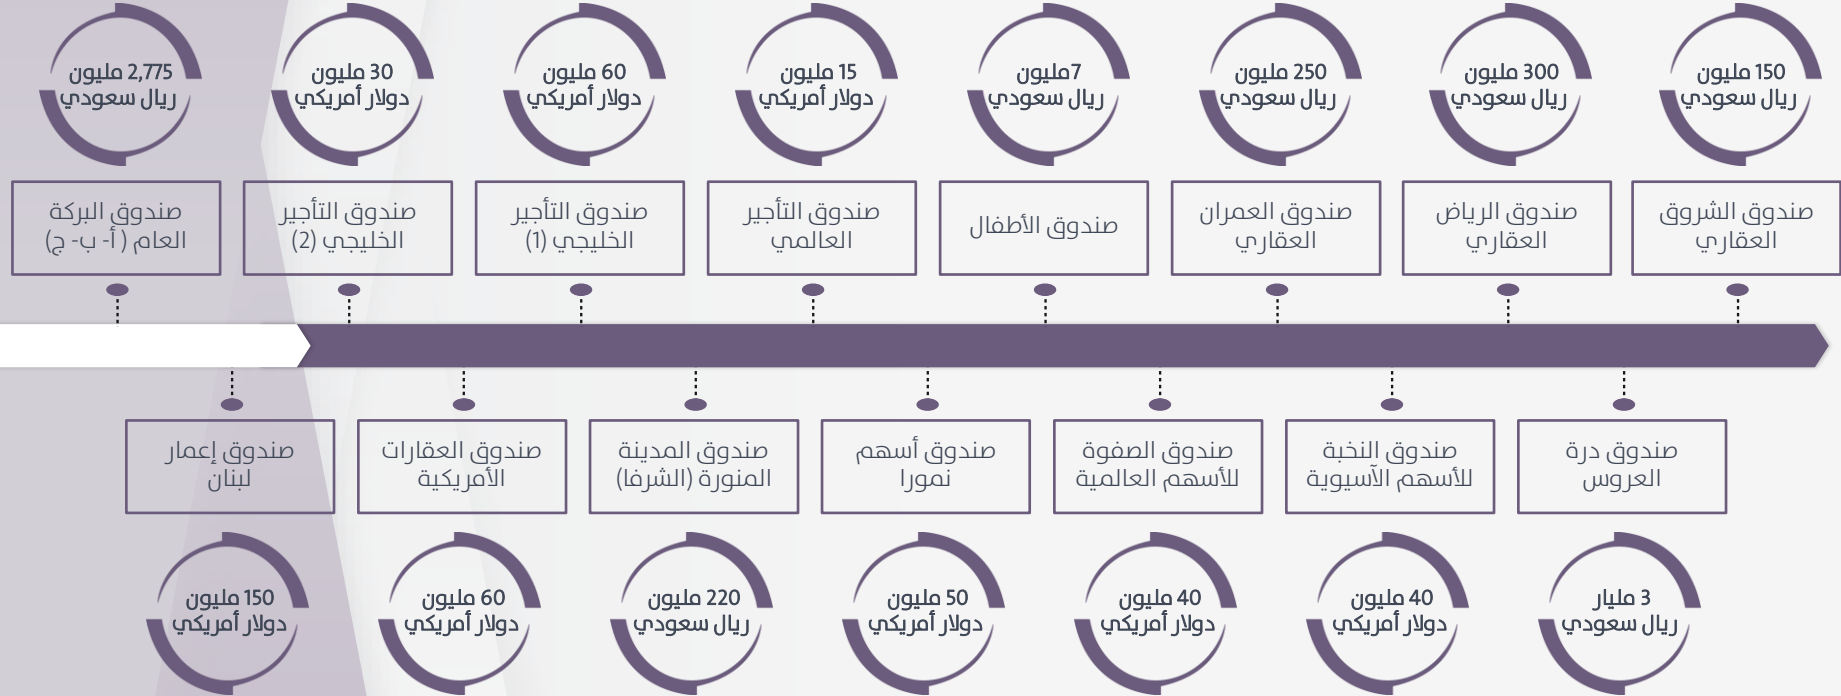 150 مليون
ريال سعودي
صندوق الشروق
العقاري
300 مليون
ريال سعودي
صندوق الرياض
العقاري
250 مليون
ريال سعودي
صندوق العمران
العقاري
7مليون
ريال سعودي
صندوق الأطفال
15 مليون
دولار أمريكي
صندوق التأجير
العالمي
60 مليون
دولار أمريكي
صندوق التأجير
الخليجي (1)
30 مليون
دولار أمريكي
صندوق التأجير
الخليجي (2)
2,775 مليون
ريال سعودي
صندوق البركة
العام ( أ- ب- ج)
صندوق درة
العروس
3 مليار
ريال سعودي
صندوق النخبة
للأسهم الآسيوية
40 مليون
دولار أمريكي
صندوق الصفوة
للأسهم العالمية
40 مليون
دولار أمريكي
صندوق أسهم
نمورا
50 مليون
دولار أمريكي
صندوق المدينة
المنورة (الشرفا)
220 مليون
ريال سعودي
صندوق العقارات
الأمريكية
60 مليون
دولار أمريكي
صندوق إعمار
لبنان
150 مليون
دولار أمريكي